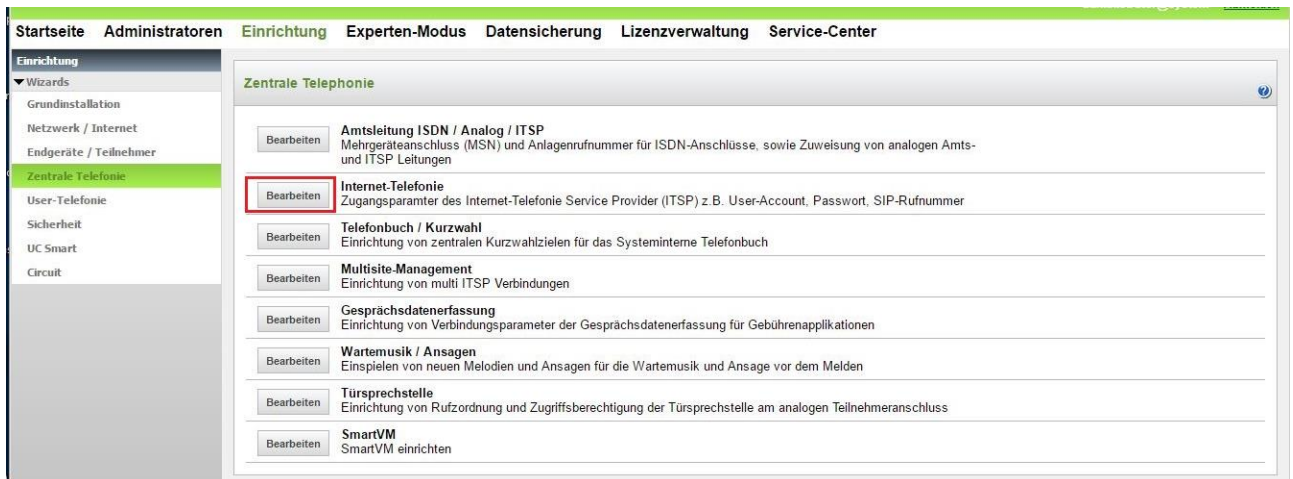 Startseite Administratoren Einrichtung Experten-Modus Datensicherung Lizenzverwaltung Service-Center
Einrichtung
Wizards
Grundinstallation
Netzwerk / Internet
Endgeräte / Teilnehmer
Zentrale Telefonie
User-Telefonie
Sicherheit
UC Smart
Circuit
Zentrale Telephonie
Bearbeiten
Amtsleitung ISDN / Analog / ITSP
Mehrgeräteanschluss (MSN) und Anlagenrufnummer für ISDN-Anschlüsse, sowie Zuweisung von analogen Amts-
und ITSP Leitungen
Bearbeiten
Internet-Telefonie
Zugangsparamter des Internet-Telefonie Service Provider (ITSP) z.B. User-Account, Passwort, SIP-Rufnummer
Bearbeiten
Telefonbuch / Kurzwahl
Einrichtung von zentralen Kurzwahlzielen für das Systeminterne Telefonbuch
Bearbeiten
Multisite-Management
Einrichtung von multi ITSP Verbindungen
Bearbeiten
Gesprächsdatenerfassung
Einrichtung von Verbindungsparameter der Gesprächsdatenerfassung für Gebührenapplikationen
Bearbeiten
Wartemusik / Ansagen
Einspielen von neuen Melodien und Ansagen für die Wartemusik und Ansage vor dem Melden
Bearbeiten
Türsprechstelle
Einrichtung von Rufzordnung und Zugriffsberechtigung der Türsprechstelle am analogen Teilnehmeranschluss
Bearbeiten
SmartVM
SmartVM einrichten